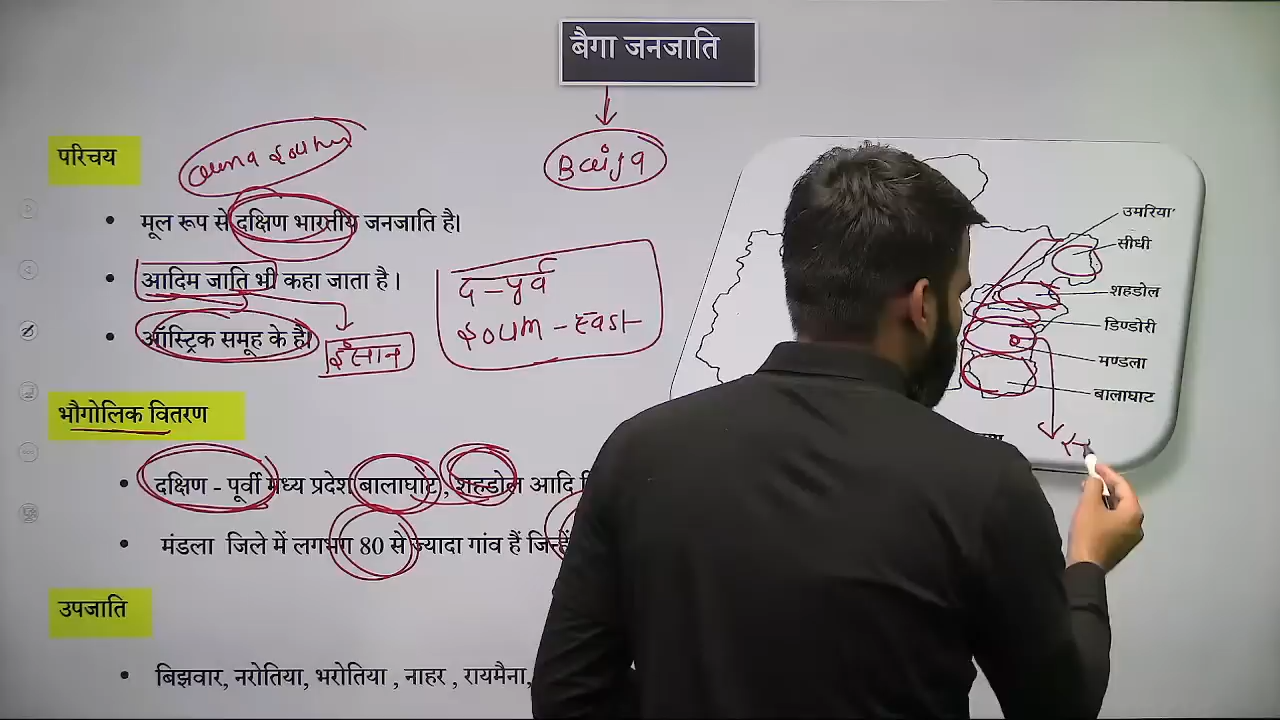 बैगा जनजाति
Baiga
परिचय
मूल रूप से दक्षिण भारतीय जनजाति है।
आदिम जाति भी कहा जाता है ।
ऑस्ट्रिक समूह के है।
इंसान
द-पूर्व
South-East
भौगोलिक वितरण
दक्षिण - पूर्वी मध्य प्रदेश बालाघाट), शहडोल आदि
मंडला जिले में लगभग 80 से ज्यादा गांव हैं जिन्हें
उपजाति
बिझवार, नरोतिया, भरोतिया , नाहर , रायमैना,
उमरिया
सीधी
शहडोल
डिण्डोरी
मण्डला
बालाघाट